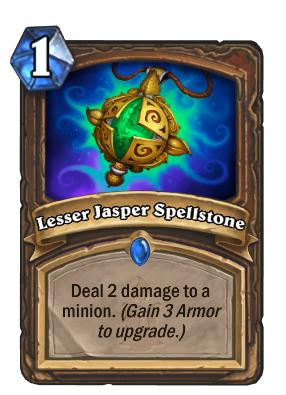 1
Lesser Jasper Spellstone
Deal 2 damage to a
minion. (Gain 3 Armor
to upgrade.)